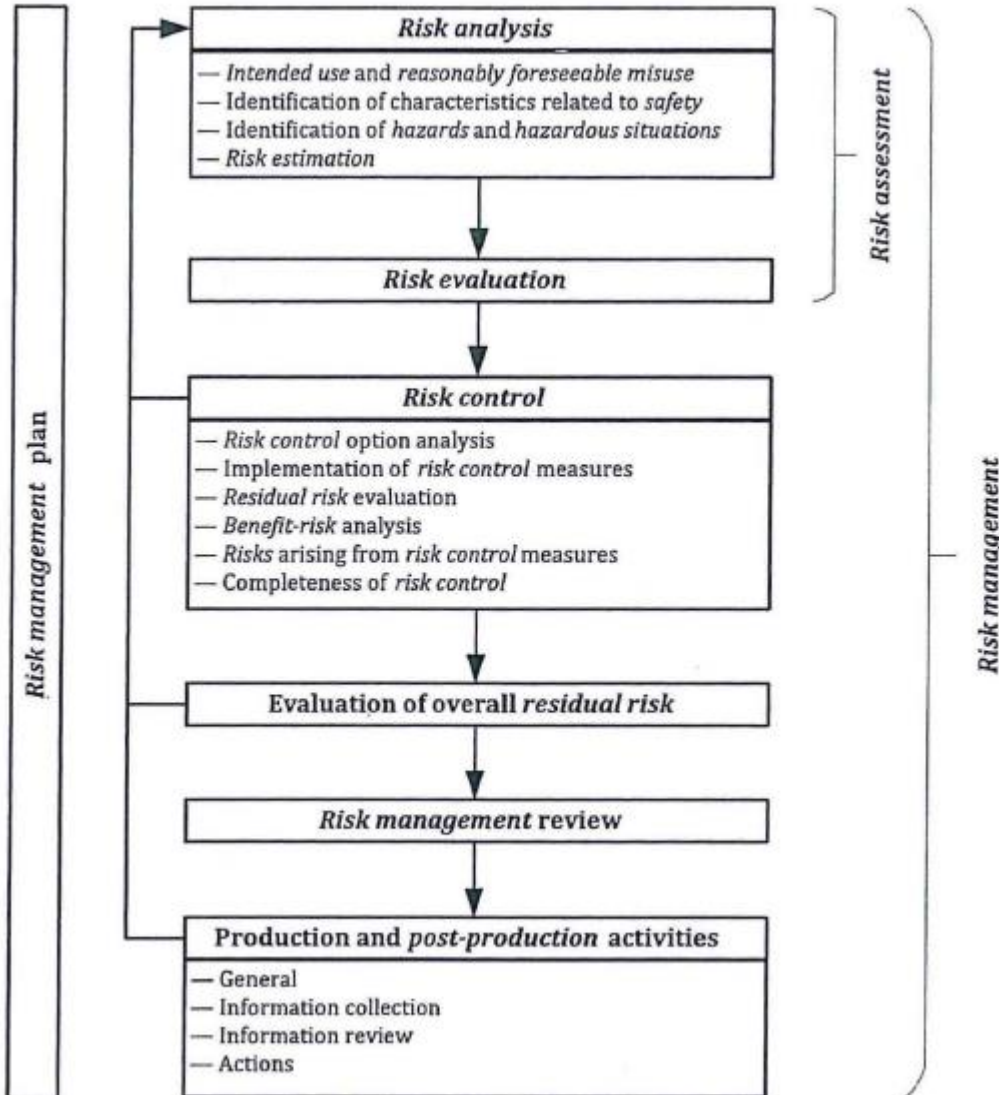 Risk analysis
— Intended use and reasonably foreseeable misuse
— Identification of characteristics related to safety
— Identification of hazards and hazardous situations
— Risk estimation
Risk evaluation
Risk assessment
Risk control
— Risk control option analysis
— Implementation of risk control measures
— Residual risk evaluation
— Benefit-risk analysis
— Risks arising from risk control measures
— Completeness of risk control
Risk management plan
Risk management
Evaluation of overall residual risk
Risk management review
Production and post-production activities
— General
— Information collection
— Information review
— Actions